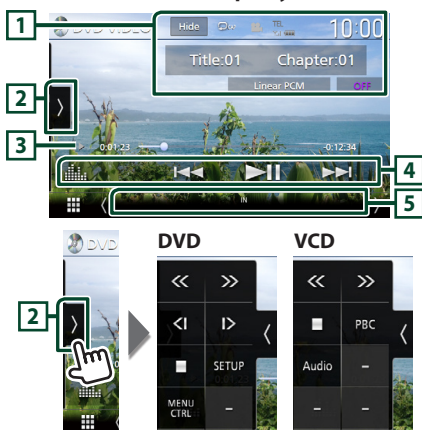 1
DVD VIDEO
Hide
TEL
10:00
Title:01 Chapter:01
Linear PCM OFF
2
3
0:01:23 -0:12:34
4
IN
5
DVD VCD
DVD
2
PBC
SETUP
Audio –
MENU
CTRL
–
– –